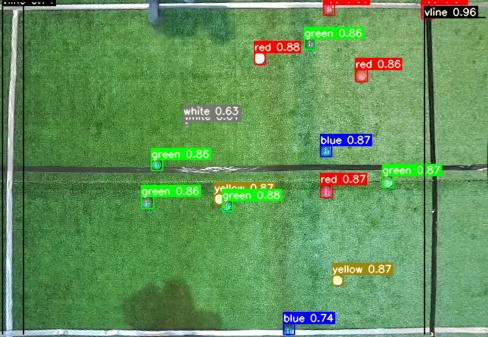 vline 0.96
green 0.86
red 0.88
red 0.86
white 0.63
blue 0.87
green 0.86
green 0.87
red 0.87
green 0.86
yellow 0.87
green 0.88
yellow 0.87
blue 0.74